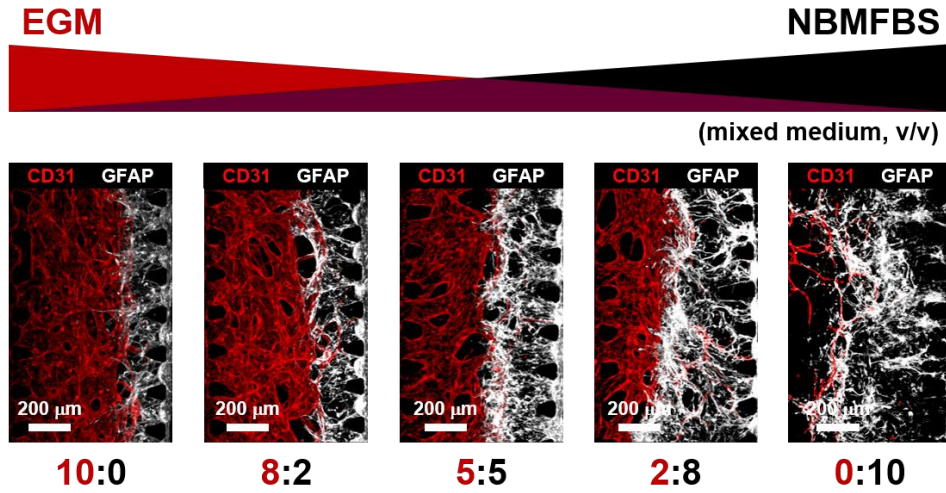 EGM NBMFBS
(mixed medium, v/v)
CD31 GFAP CD31 GFAP CD31 GFAP CD31 GFAP CD31 GFAP
200 µm 200 µm 200 µm 200 µm 200 µm
10:0 8:2 5:5 2:8 0:10